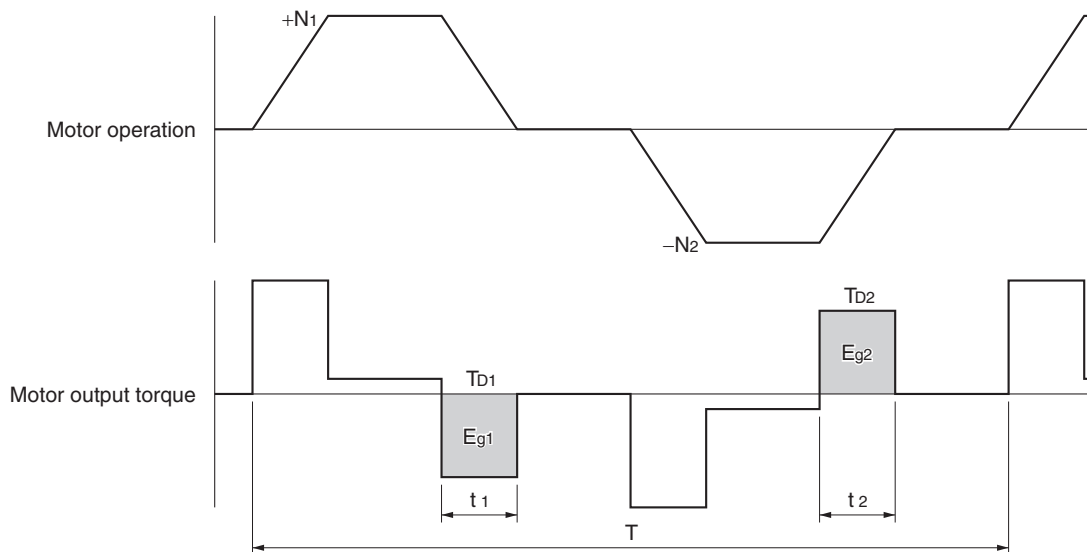 +N1
Motor operation
−N2
TD2
Eg2
TD1
Motor output torque
Eg1
t1
t2
T